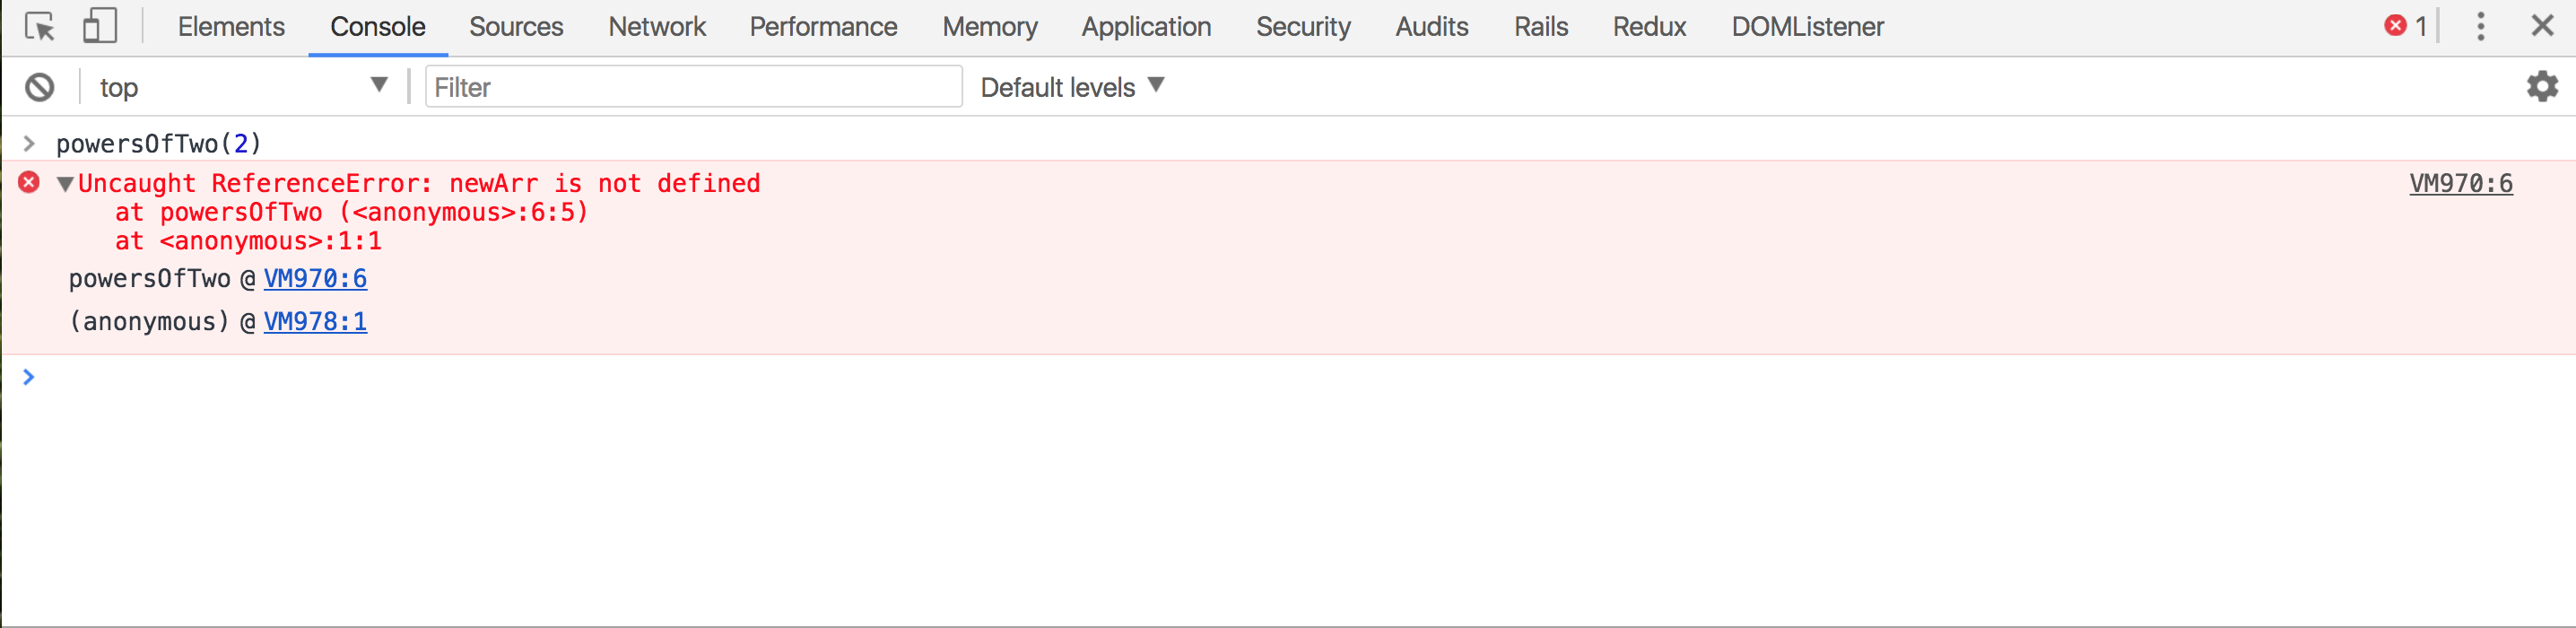 Elements Console Sources Network Performance Memory Application Security Audits Rails Redux DOMListener 1
top Filter Default levels
powersOfTwo(2)
Uncaught ReferenceError: newArr is not defined VM970:6
at powersOfTwo (<anonymous>:6:5)
at <anonymous>:1:1
powersOfTwo @ VM970:6
(anonymous) @ VM978:1